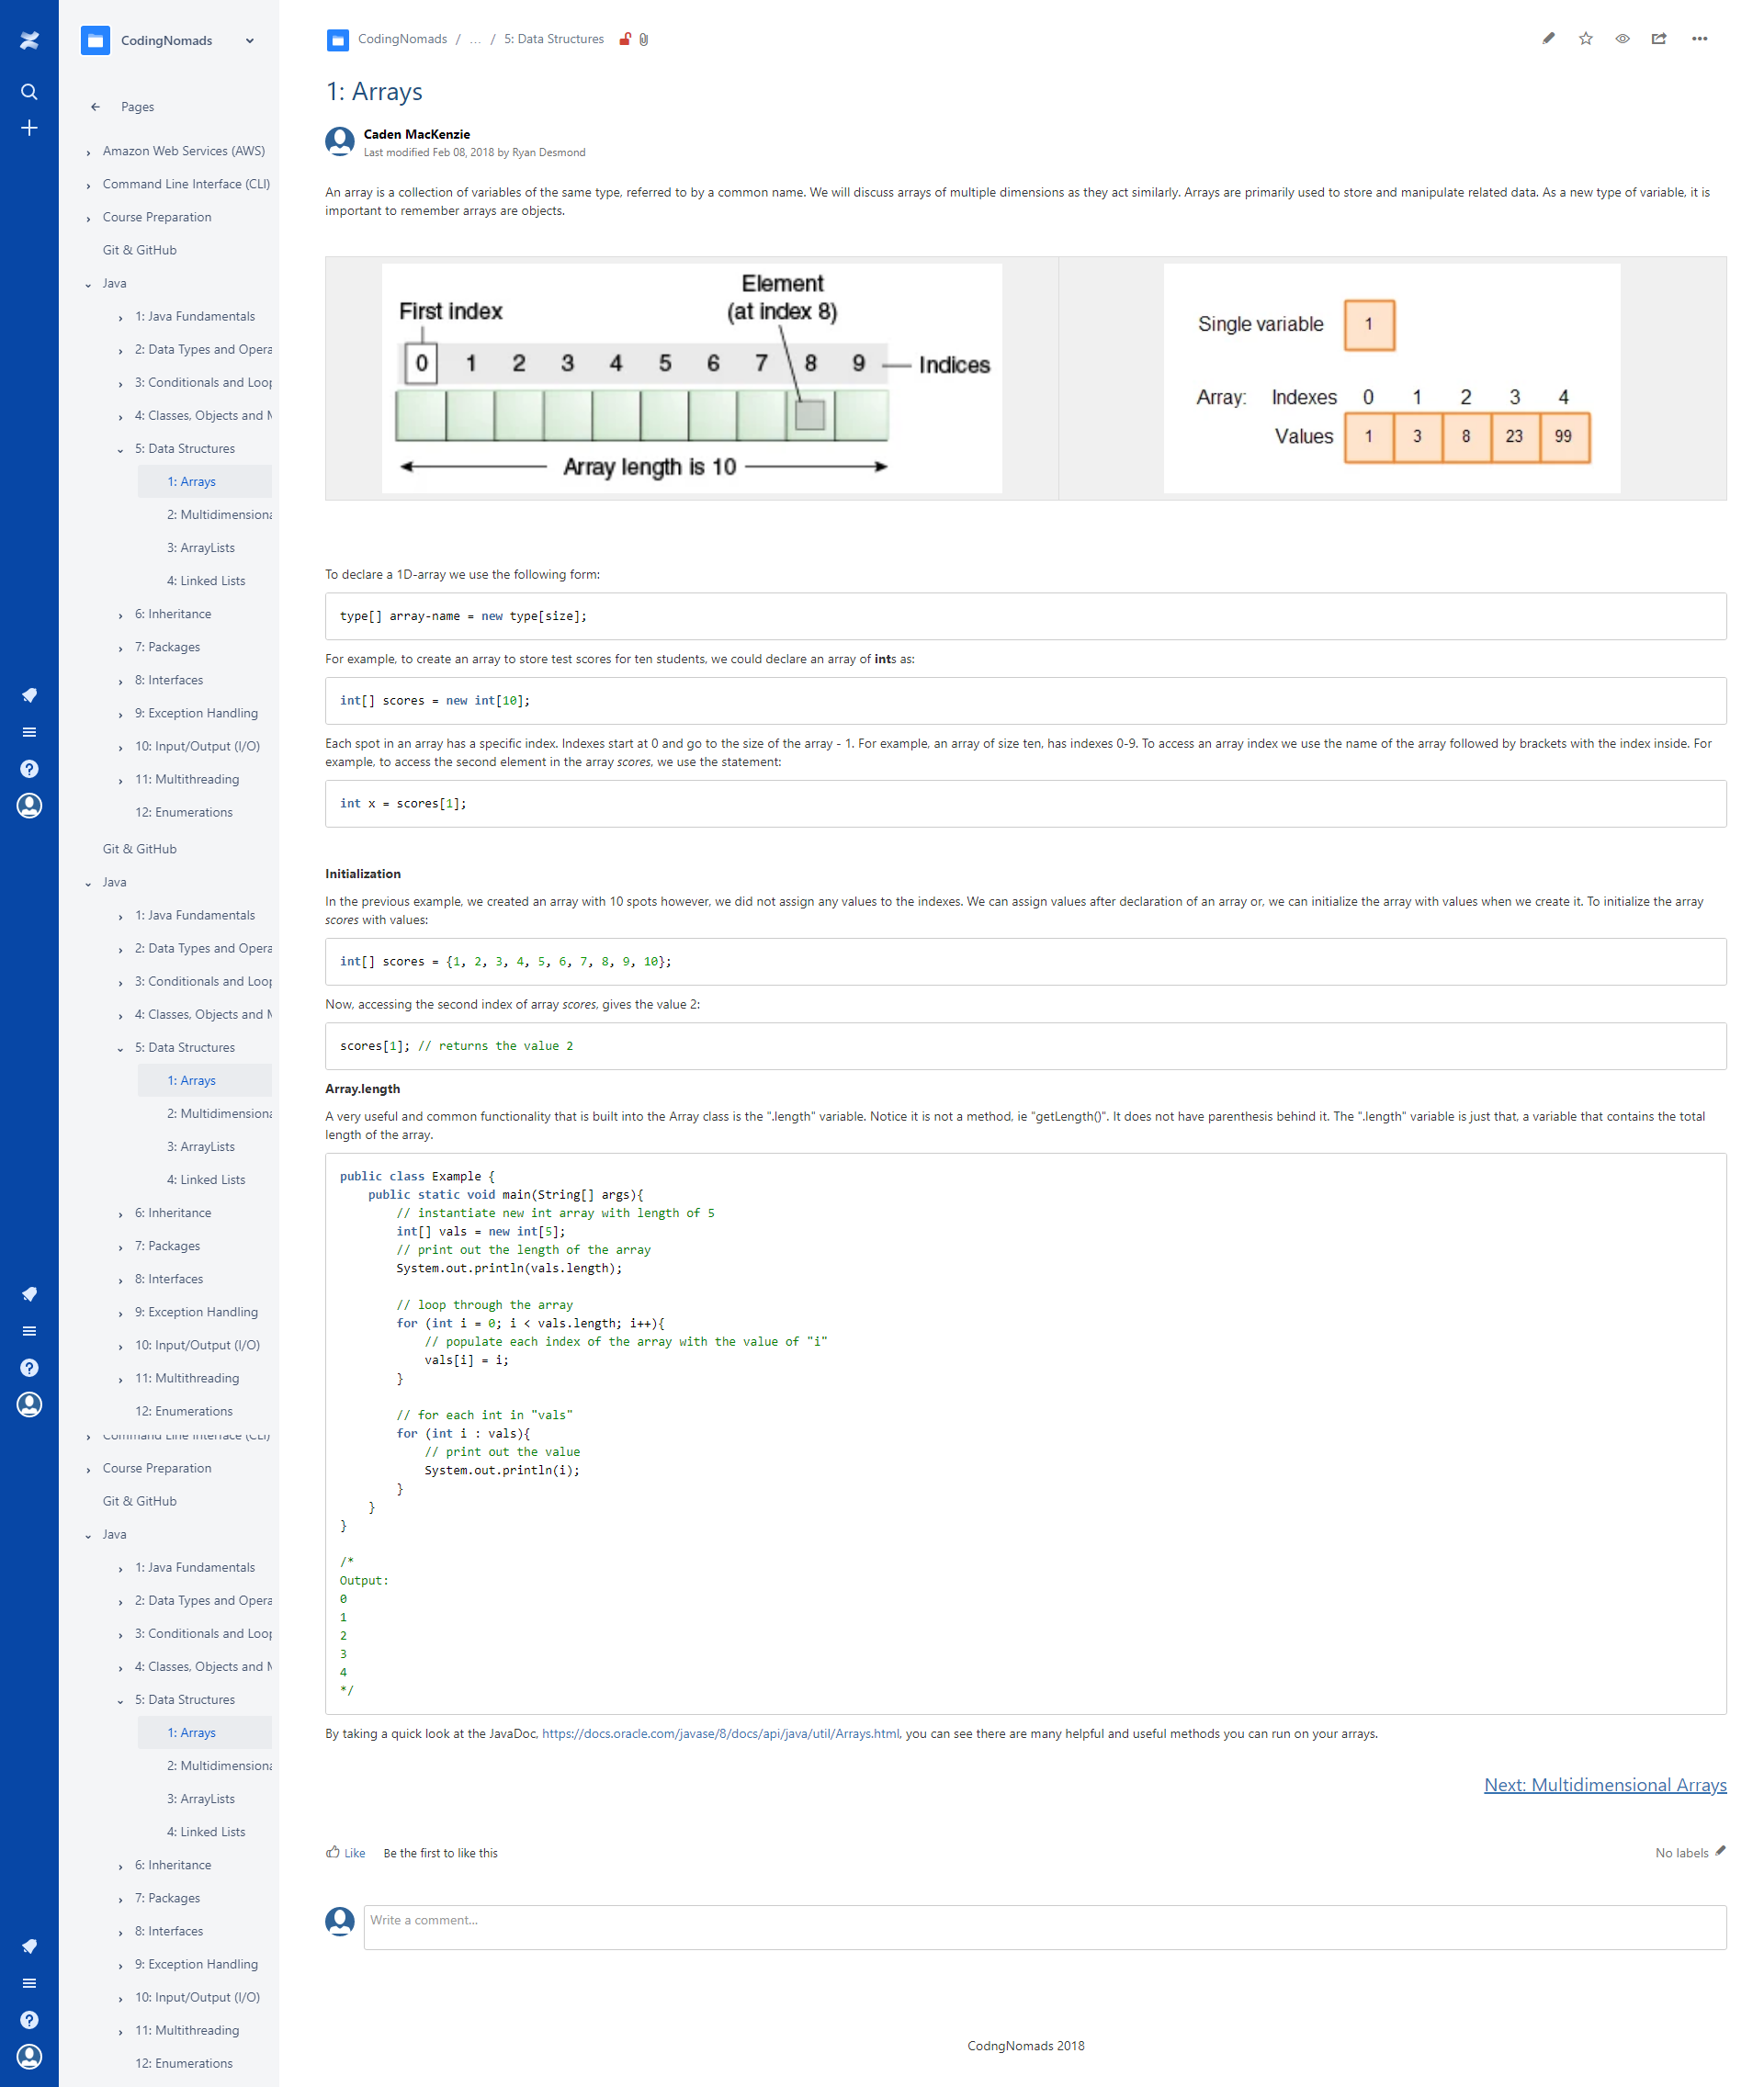 CodingNomads
Pages
Amazon Web Services (AWS)
Command Line Interface (CLI)
Course Preparation
Git & GitHub
Java
1: Java Fundamentals
2: Data Types and Opera
3: Conditionals and Loop
4: Classes, Objects and M
5: Data Structures
1: Arrays
2: Multidimensiona
3: ArrayLists
4: Linked Lists
6: Inheritance
7: Packages
8: Interfaces
9: Exception Handling
10: Input/Output (I/O)
11: Multithreading
12: Enumerations
Git & GitHub
Java
1: Java Fundamentals
2: Data Types and Opera
3: Conditionals and Loop
4: Classes, Objects and M
5: Data Structures
1: Arrays
2: Multidimensiona
3: ArrayLists
4: Linked Lists
6: Inheritance
7: Packages
8: Interfaces
9: Exception Handling
10: Input/Output (I/O)
11: Multithreading
12: Enumerations
Command Line Interface (CLI)
Course Preparation
Git & GitHub
Java
1: Java Fundamentals
2: Data Types and Opera
3: Conditionals and Loop
4: Classes, Objects and M
5: Data Structures
1: Arrays
2: Multidimensiona
3: ArrayLists
4: Linked Lists
6: Inheritance
7: Packages
8: Interfaces
9: Exception Handling
10: Input/Output (I/O)
11: Multithreading
12: Enumerations
CodingNomads / ... / 5: Data Structures
1: Arrays
Caden MacKenzie
Last modified Feb 08, 2018 by Ryan Desmond
An array is a collection of variables of the same type, referred to by a common name. We will discuss arrays of multiple dimensions as they act similarly. Arrays are primarily used to store and manipulate related data. As a new type of variable, it is
important to remember arrays are objects.
Element
First index (at index 8)
0 1 2 3 4 5 6 7 8 9 Indices
Array length is 10
Single variable 1
Array: Indexes 0 1 2 3 4
Values 1 3 8 23 99
To declare a 1D-array we use the following form:
type[] array-name = new type[size];
For example, to create an array to store test scores for ten students, we could declare an array of ints as:
int[] scores = new int[10];
Each spot in an array has a specific index. Indexes start at 0 and go to the size of the array - 1. For example, an array of size ten, has indexes 0-9. To access an array index we use the name of the array followed by brackets with the index inside. For
example, to access the second element in the array scores, we use the statement:
int x = scores[1];
Initialization
In the previous example, we created an array with 10 spots however, we did not assign any values to the indexes. We can assign values after declaration of an array or, we can initialize the array with values when we create it. To initialize the array
scores with values:
int[] scores = {1, 2, 3, 4, 5, 6, 7, 8, 9, 10};
Now, accessing the second index of array scores, gives the value 2:
scores[1]; // returns the value 2
Array.length
A very useful and common functionality that is built into the Array class is the ".length" variable. Notice it is not a method, ie "getLength()". It does not have parenthesis behind it. The ".length" variable is just that, a variable that contains the total
length of the array.
public class Example {
public static void main(String[] args){
// instantiate new int array with length of 5
int[] vals = new int[5];
// print out the length of the array
System.out.println(vals.length);
// loop through the array
for (int i = 0; i < vals.length; i++){
// populate each index of the array with the value of "i"
vals[i] = i;
}
// for each int in "vals"
for (int i : vals){
// print out the value
System.out.println(i);
}
}
}
/*
Output:
0
1
2
3
4
*/
By taking a quick look at the JavaDoc, https://docs.oracle.com/javase/8/docs/api/java/util/Arrays.html, you can see there are many helpful and useful methods you can run on your arrays.
Next: Multidimensional Arrays
Like Be the first to like this
No labels
Write a comment...
CodngNomads 2018